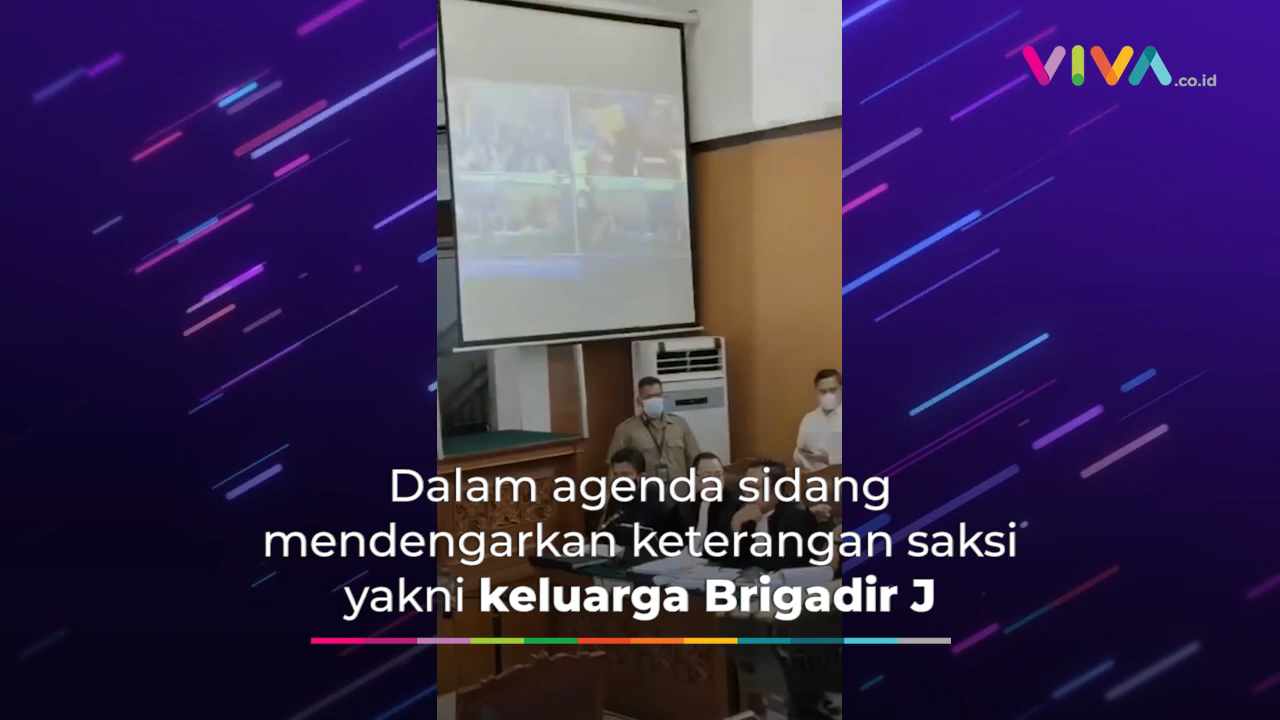 VIVA.co.id
Dalam agenda sidang
mendengarkan keterangan saksi
yakni keluarga Brigadir J